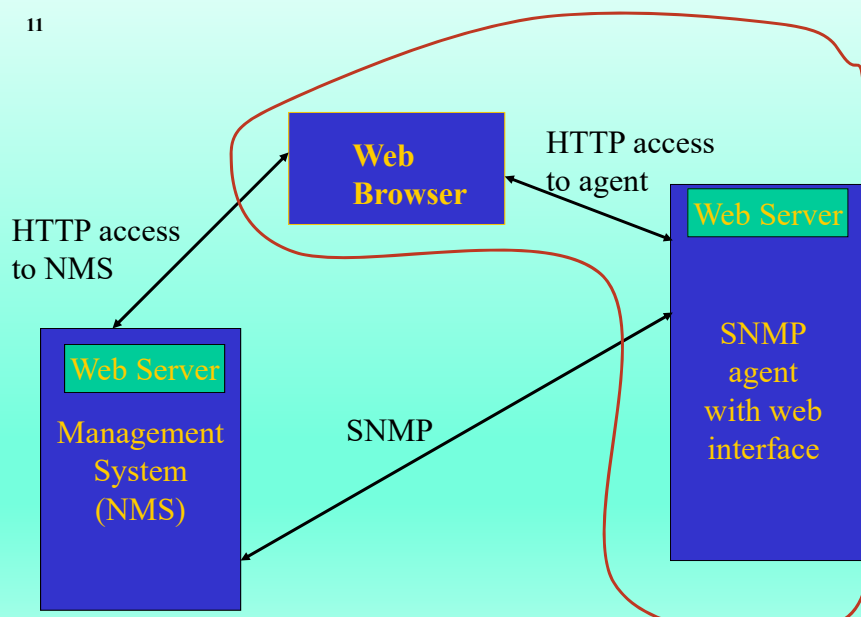 11
Web
Browser
HTTP access
to agent
Web Server
HTTP access
to NMS
SNMP
agent
with web
interface
Web Server
Management
System
(NMS)
SNMP